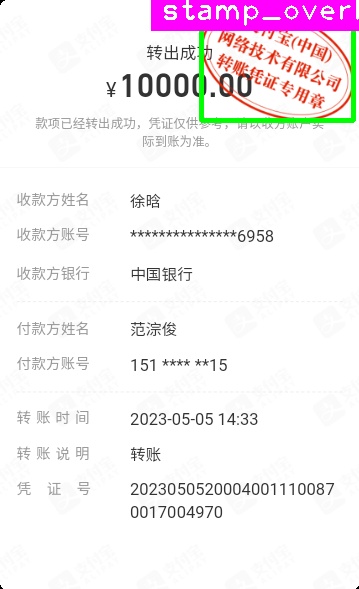 stamp_over
支付宝(中国)
网络技术有限公司
转账凭证专用章
转出成功
¥10000.00
款项已经转出成功，凭证仅供参考，请以收方账户实
际到账为准。
收款方姓名 徐晗
收款方账号 ***************6958
收款方银行 中国银行
付款方姓名 范淙俊
付款方账号 151 **** **15
转账时间 2023-05-05 14:33
转账说明 转账
凭证号 2023050520004001110087
0017004970